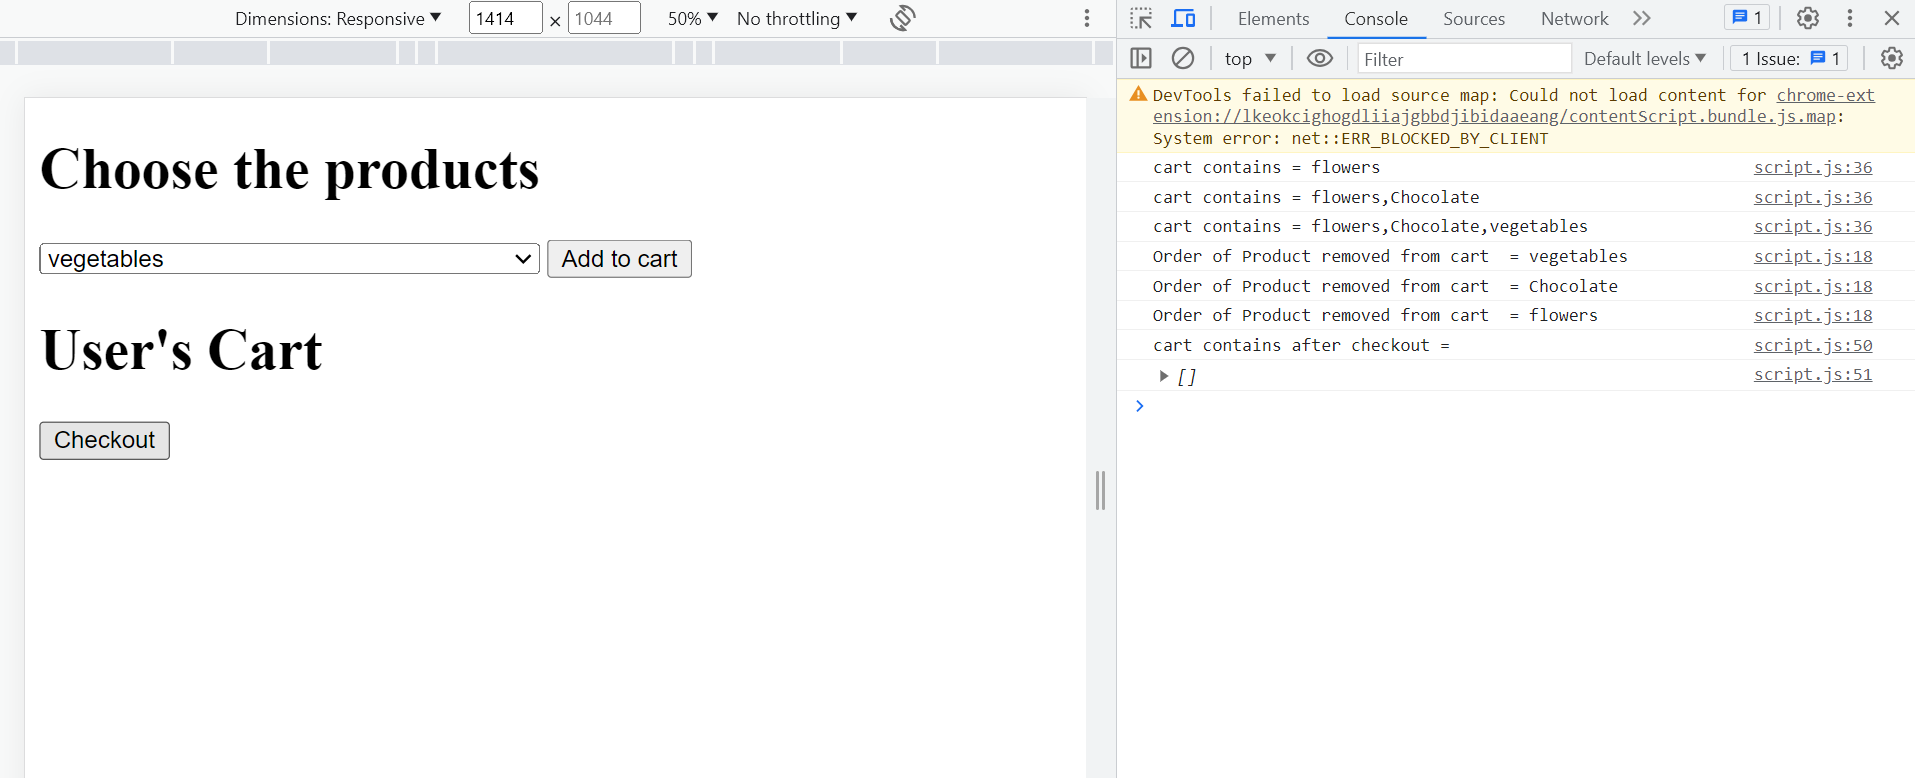 Dimensions: Responsive ▼ 1414 × 1044 50% ▼ No throttling ▼
Elements Console Sources Network 1
top ▼ Filter Default levels ▼ 1 Issue: 1
DevTools failed to load source map: Could not load content for chrome-ext
ension://lkeokcighogdliiajgbbdjibidaaeang/contentScript.bundle.js.map:
System error: net::ERR_BLOCKED_BY_CLIENT
cart contains = flowers script.js:36
cart contains = flowers,Chocolate script.js:36
cart contains = flowers,Chocolate,vegetables script.js:36
Order of Product removed from cart  = vegetables script.js:18
Order of Product removed from cart  = Chocolate script.js:18
Order of Product removed from cart  = flowers script.js:18
cart contains after checkout = script.js:50
[] script.js:51
Choose the products
vegetables Add to cart
User's Cart
Checkout